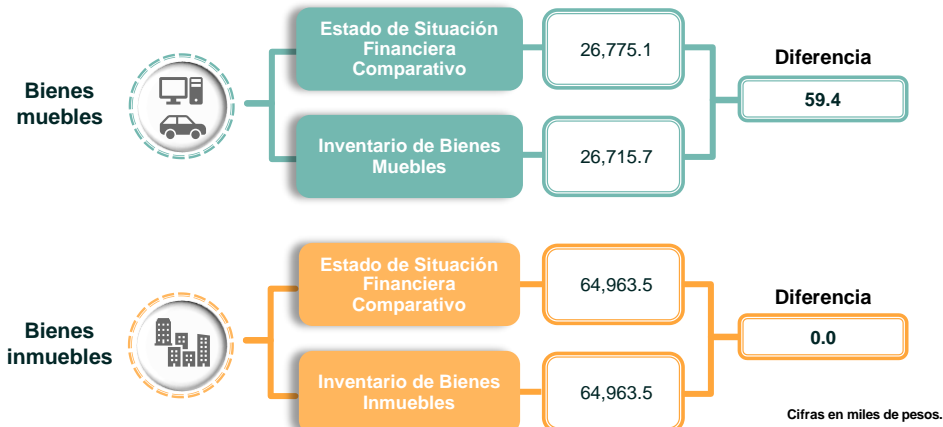 Estado de Situación
Financiera
Comparativo
26,775.1
Diferencia
59.4
Bienes
muebles
Inventario de Bienes
Muebles
26,715.7
Estado de Situación
Financiera
Comparativo
64,963.5
Diferencia
0.0
Bienes
inmuebles
Inventario de Bienes
Inmuebles
64,963.5
Cifras en miles de pesos.